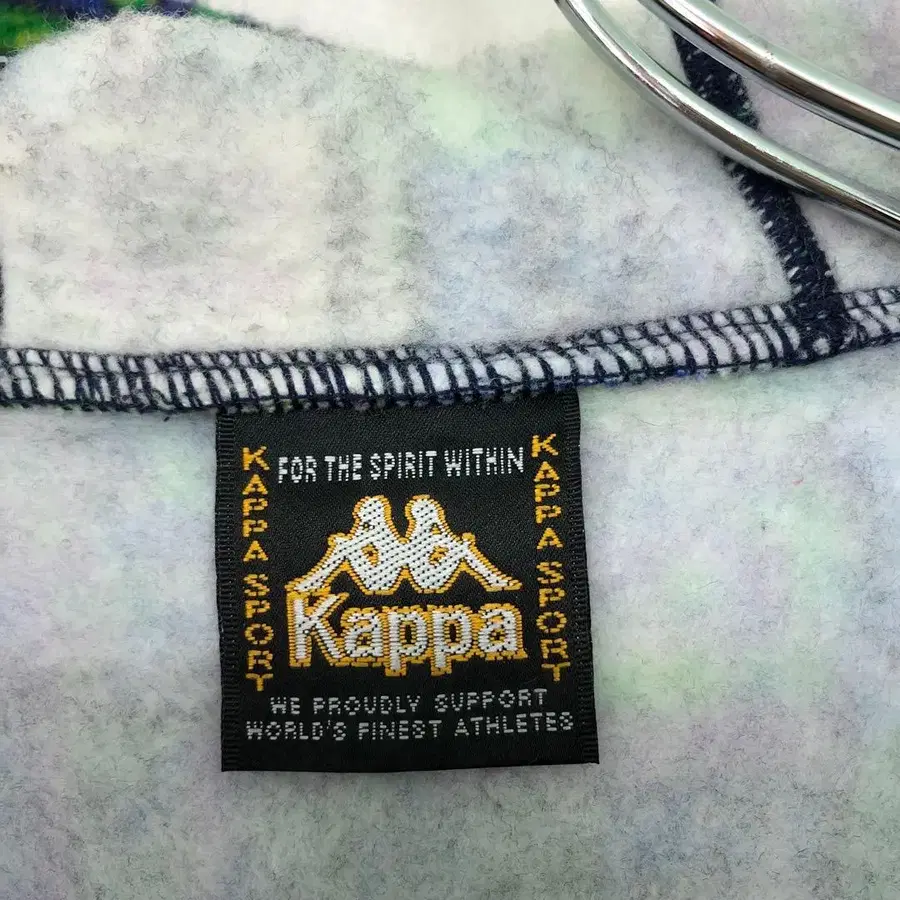 FOR THE SPIRIT WITHIN
KAPPA SPORT
KAPPA SPORT
Kappa
WE PROUDLY SUPPORT
WORLD'S FINEST ATHLETES